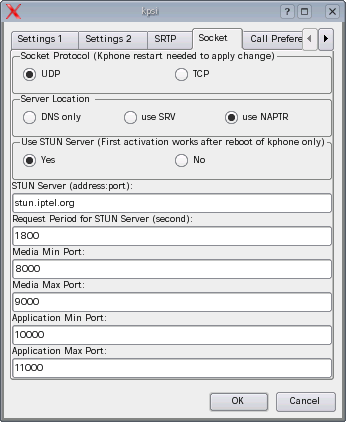 kpsi
Settings 1 Settings 2 SRTP Socket Call Prefere
Socket Protocol (Kphone restart needed to apply change)
UDP TCP
Server Location
DNS only use SRV use NAPTR
Use STUN Server (First activation works after reboot of kphone only)
Yes No
STUN Server (address:port):
stun.iptel.org
Request Period for STUN Server (second):
1800
Media Min Port:
8000
Media Max Port:
9000
Application Min Port:
10000
Application Max Port:
11000
OK Cancel